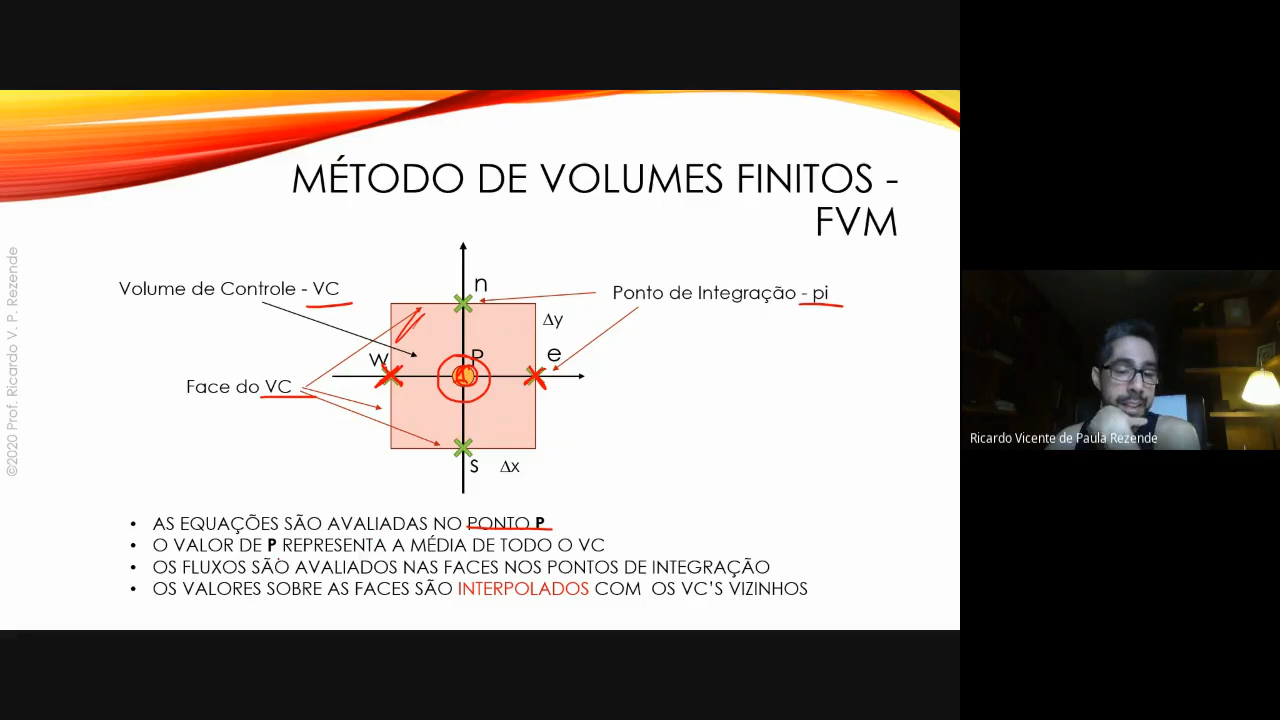 MÉTODO DE VOLUMES FINITOS -
FVM
n
Volume de Controle - VC
Ponto de Integração - pi
Δy
w
P
e
Face do VC
s
Δx
• AS EQUAÇÕES SÃO AVALIADAS NO PONTO P
• O VALOR DE P REPRESENTA A MÉDIA DE TODO O VC
• OS FLUXOS SÃO AVALIADOS NAS FACES NOS PONTOS DE INTEGRAÇÃO
• OS VALORES SOBRE AS FACES SÃO INTERPOLADOS COM OS VC'S VIZINHOS
©2020 Prof. Ricardo V. P. Rezende
Ricardo Vicente de Paula Rezende